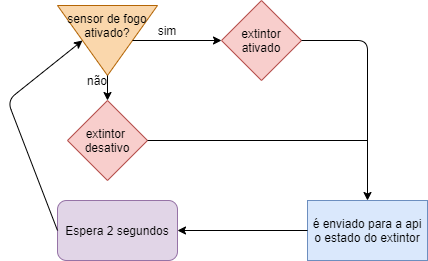 sensor de fogo
ativado?
sim
extintor
ativado
não
extintor
desativo
é enviado para a api
o estado do extintor
Espera 2 segundos